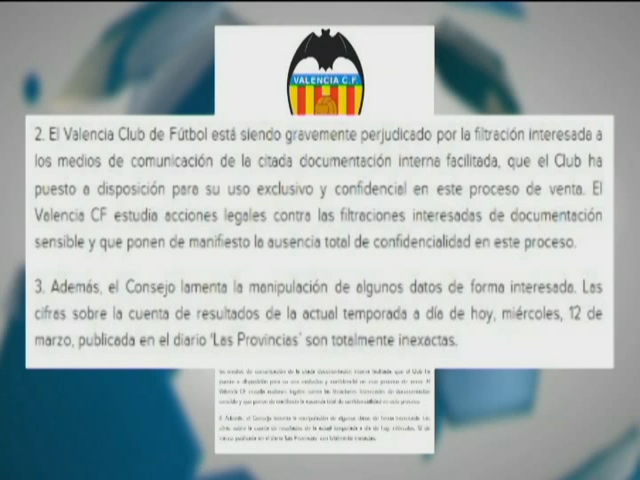 VALENCIA C.F.
2. El Valencia Club de Fútbol está siendo gravemente perjudicado por la filtración interesada a
los medios de comunicación de la citada documentación interna facilitada, que el Club ha
puesto a disposición para su uso exclusivo y confidencial en este proceso de venta. El
Valencia CF estudia acciones legales contra las filtraciones interesadas de documentación
sensible y que ponen de manifiesto la ausencia total de confidencialidad en este proceso.
3. Además, el Consejo lamenta la manipulación de algunos datos de forma interesada. Las
cifras sobre la cuenta de resultados de la actual temporada a día de hoy, miércoles, 12 de
marzo, publicada en el diario 'Las Provincias' son totalmente inexactas.